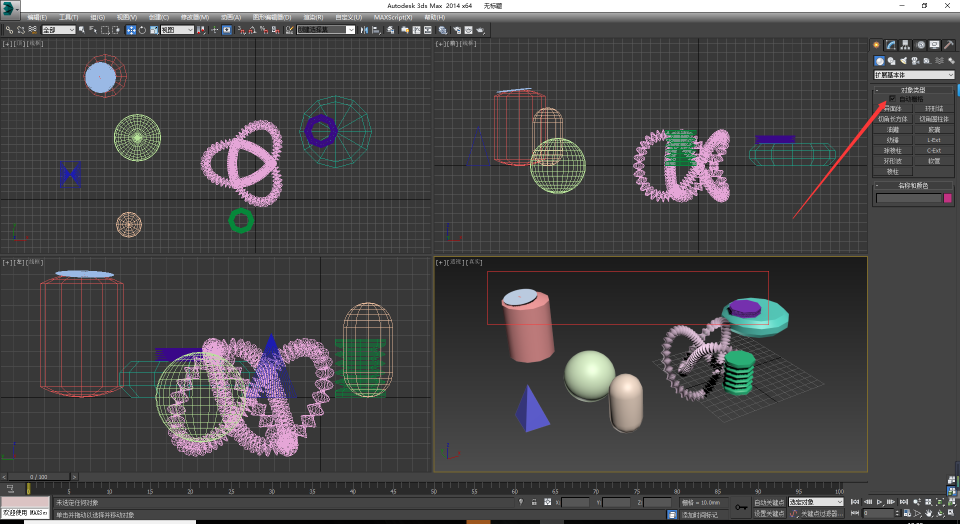 Autodesk 3ds Max 2014 x64 无标题
编辑(E) 工具(T) 组(G) 视图(V) 创建(C) 修改器(M) 动画(A) 图形编辑器(D) 渲染(R) 自定义(U) MAXScript(X) 帮助(H)
全部 视图 创建选择集
[+][顶][线框]
[+][前][线框]
扩展基本体
- 对象类型
自动栅格
异面体 环形结
切角长方体 切角圆柱体
油罐 胶囊
纺锤 L-Ext
球棱柱 C-Ext
环形波 软管
棱柱
- 名称和颜色
[+][左][线框]
[+][透视][真实]
0 / 100
0 5 10 15 20 25 30 35 40 45 50 55 60 65 70 75 80 85 90 95 100
未选定任何对象
X: Y: Z: 栅格 = 10.0mm
自动关键点 选定对象
欢迎使用 MAXSc
单击并拖动以选择并移动对象
添加时间标记
设置关键点 关键点过滤器...
0